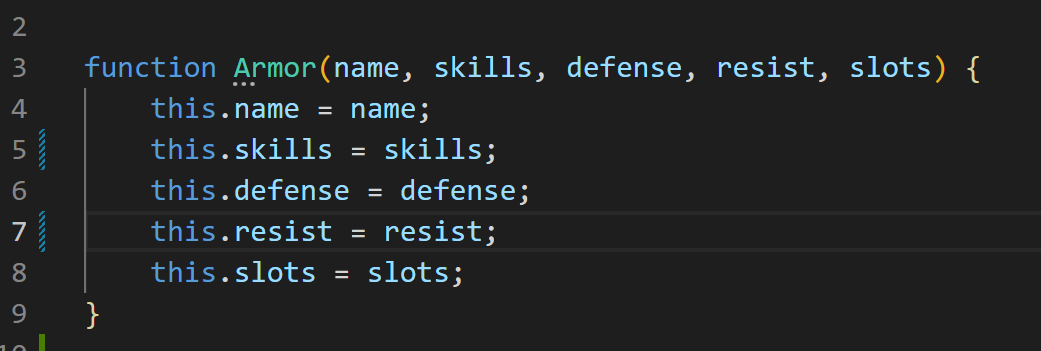 2
3 function Armor(name, skills, defense, resist, slots) {
4 this.name = name;
5 this.skills = skills;
6 this.defense = defense;
7 this.resist = resist;
8 this.slots = slots;
9 }
10